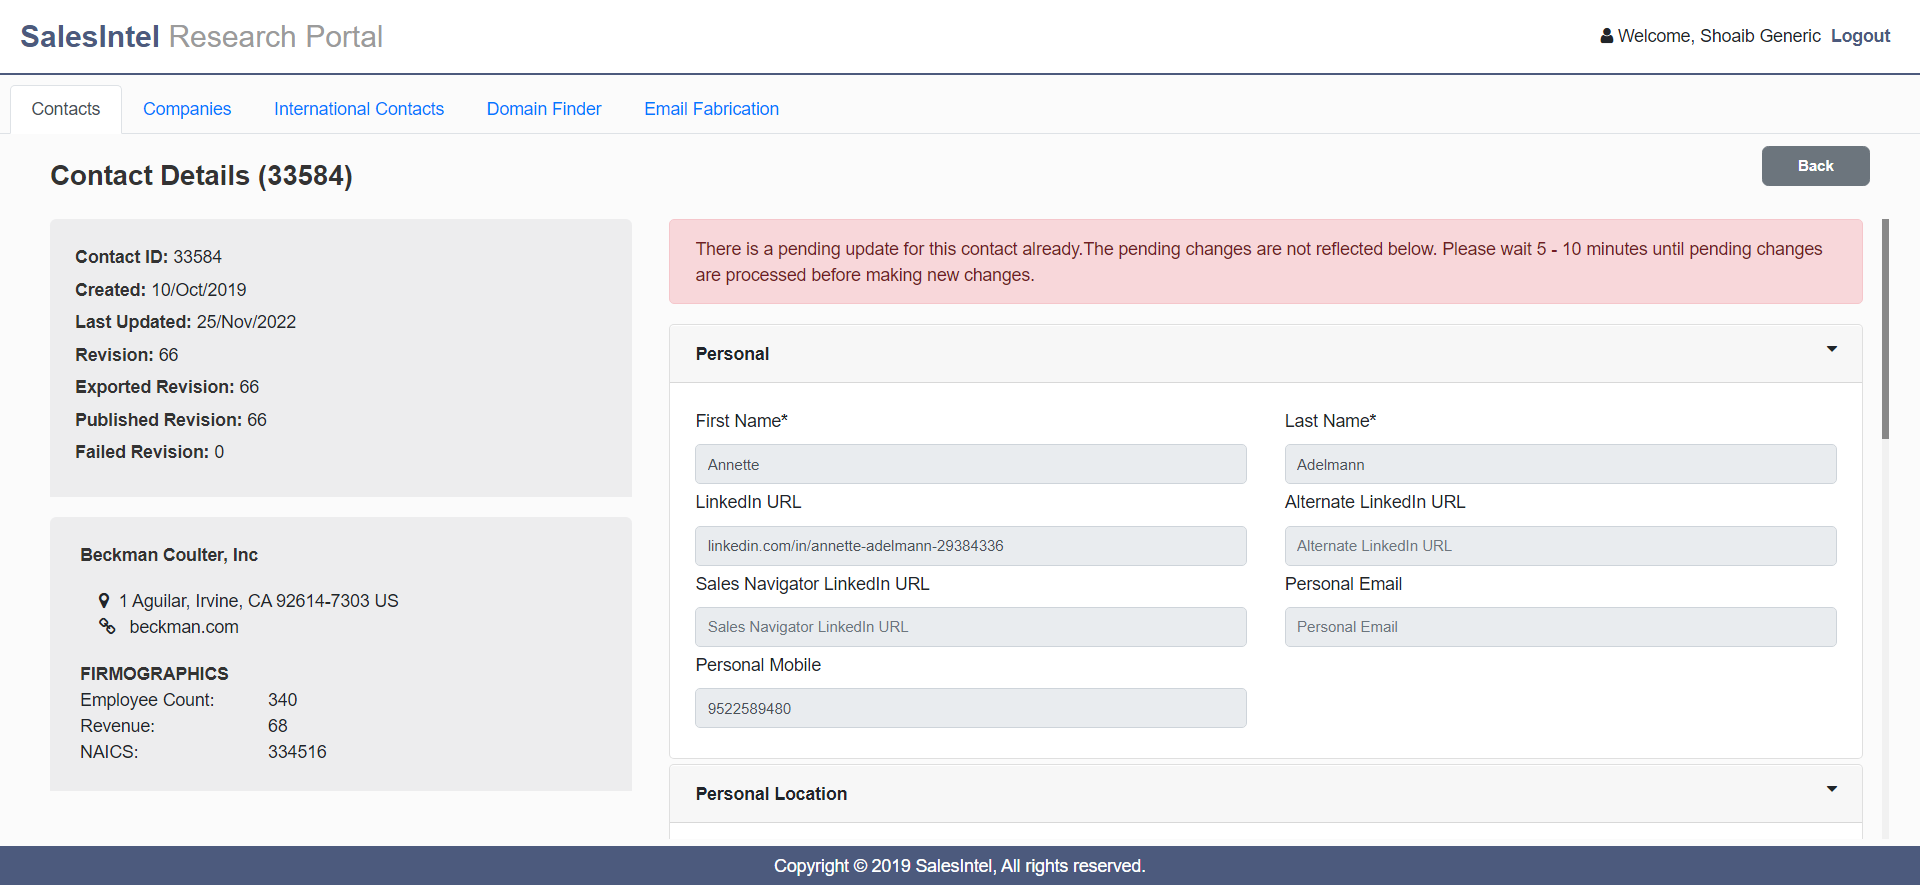 SalesIntel Research Portal
Welcome, Shoaib Generic Logout
Contacts Companies International Contacts Domain Finder Email Fabrication
Contact Details (33584)
Back
Contact ID: 33584
Created: 10/Oct/2019
Last Updated: 25/Nov/2022
Revision: 66
Exported Revision: 66
Published Revision: 66
Failed Revision: 0
Beckman Coulter, Inc
1 Aguilar, Irvine, CA 92614-7303 US
beckman.com
FIRMOGRAPHICS
Employee Count: 340
Revenue: 68
NAICS: 334516
There is a pending update for this contact already.The pending changes are not reflected below. Please wait 5 - 10 minutes until pending changes
are processed before making new changes.
Personal
First Name* Last Name*
Annette Adelmann
LinkedIn URL Alternate LinkedIn URL
linkedin.com/in/annette-adelmann-29384336 Alternate LinkedIn URL
Sales Navigator LinkedIn URL Personal Email
Sales Navigator LinkedIn URL Personal Email
Personal Mobile
9522589480
Personal Location
Copyright © 2019 SalesIntel, All rights reserved.